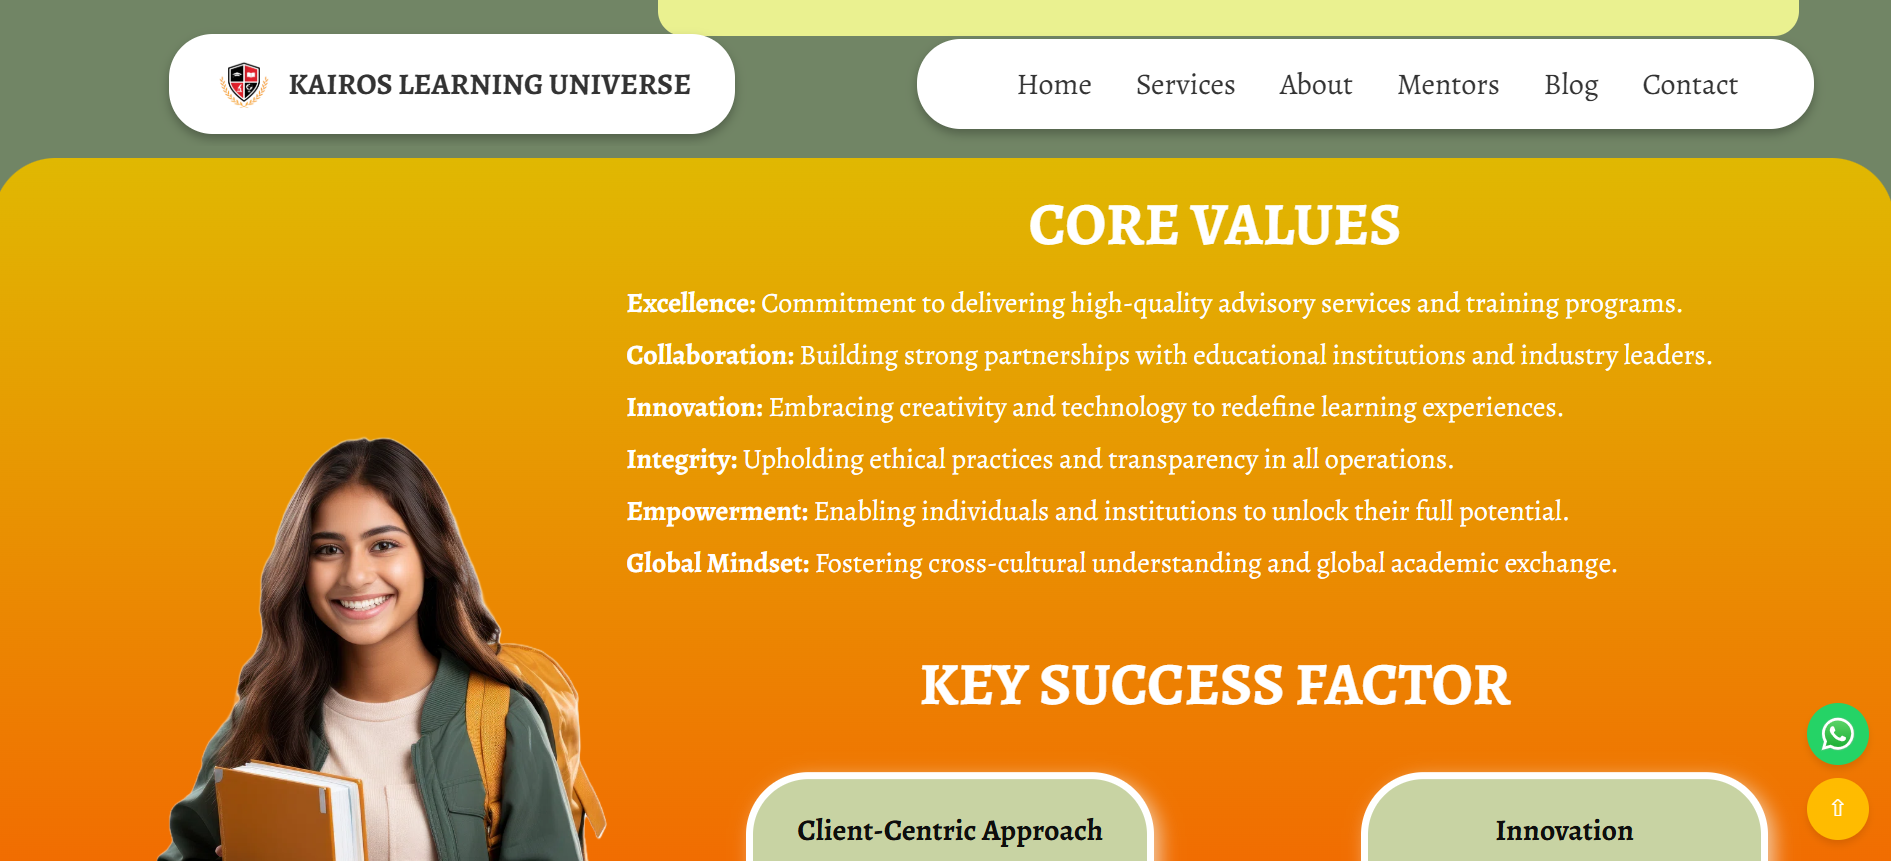 KAIROS LEARNING UNIVERSE
Home Services About Mentors Blog Contact
CORE VALUES
Excellence: Commitment to delivering high-quality advisory services and training programs.
Collaboration: Building strong partnerships with educational institutions and industry leaders.
Innovation: Embracing creativity and technology to redefine learning experiences.
Integrity: Upholding ethical practices and transparency in all operations.
Empowerment: Enabling individuals and institutions to unlock their full potential.
Global Mindset: Fostering cross-cultural understanding and global academic exchange.
KEY SUCCESS FACTOR
Client-Centric Approach
Innovation